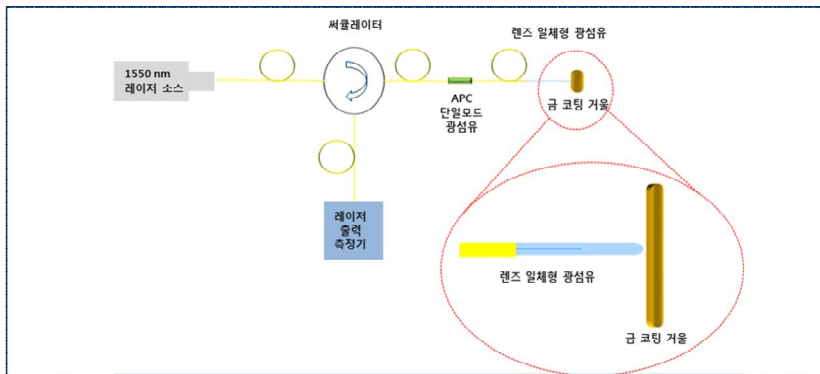 써큘레이터
렌즈 일체형 광섬유
1550 nm
레이저 소스
APC
단일모드
광섬유
금 코팅 거울
레이저
출력
측정기
렌즈 일체형 광섬유
금 코팅 거울